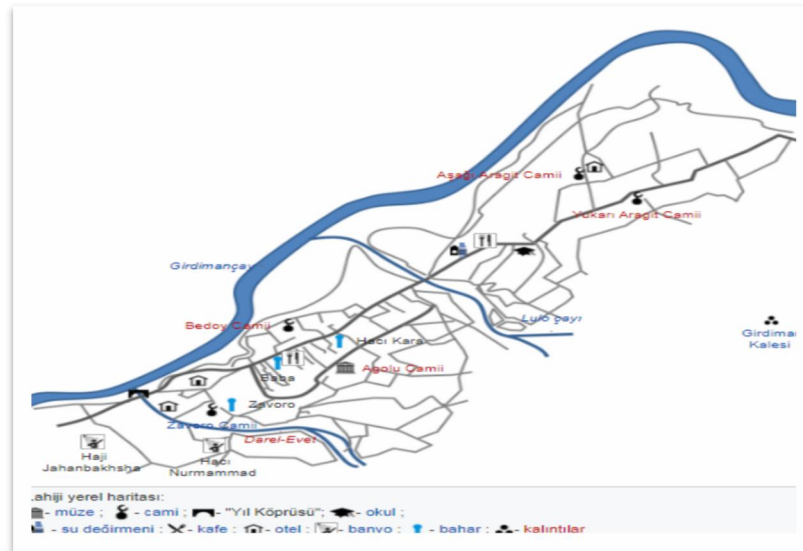 Aşağı Aragit Camii
Yukarı Aragit Camii
Girdimançay
Lulo çayı
Bedoy Camii
Hacı Kara
Girdiman
Kalesi
Agolu Camii
Baba
Zavoro
Zavoro Camii
Darel-Evet
Haji
Jahanbakhsha
Hacı
Nurmammad
Lahiji yerel haritası:
- müze ; - cami ; - "Yıl Köprüsü"; - okul ;
- su değirmeni ; - kafe ; - otel ; - banyo ; - bahar ; - kalıntılar